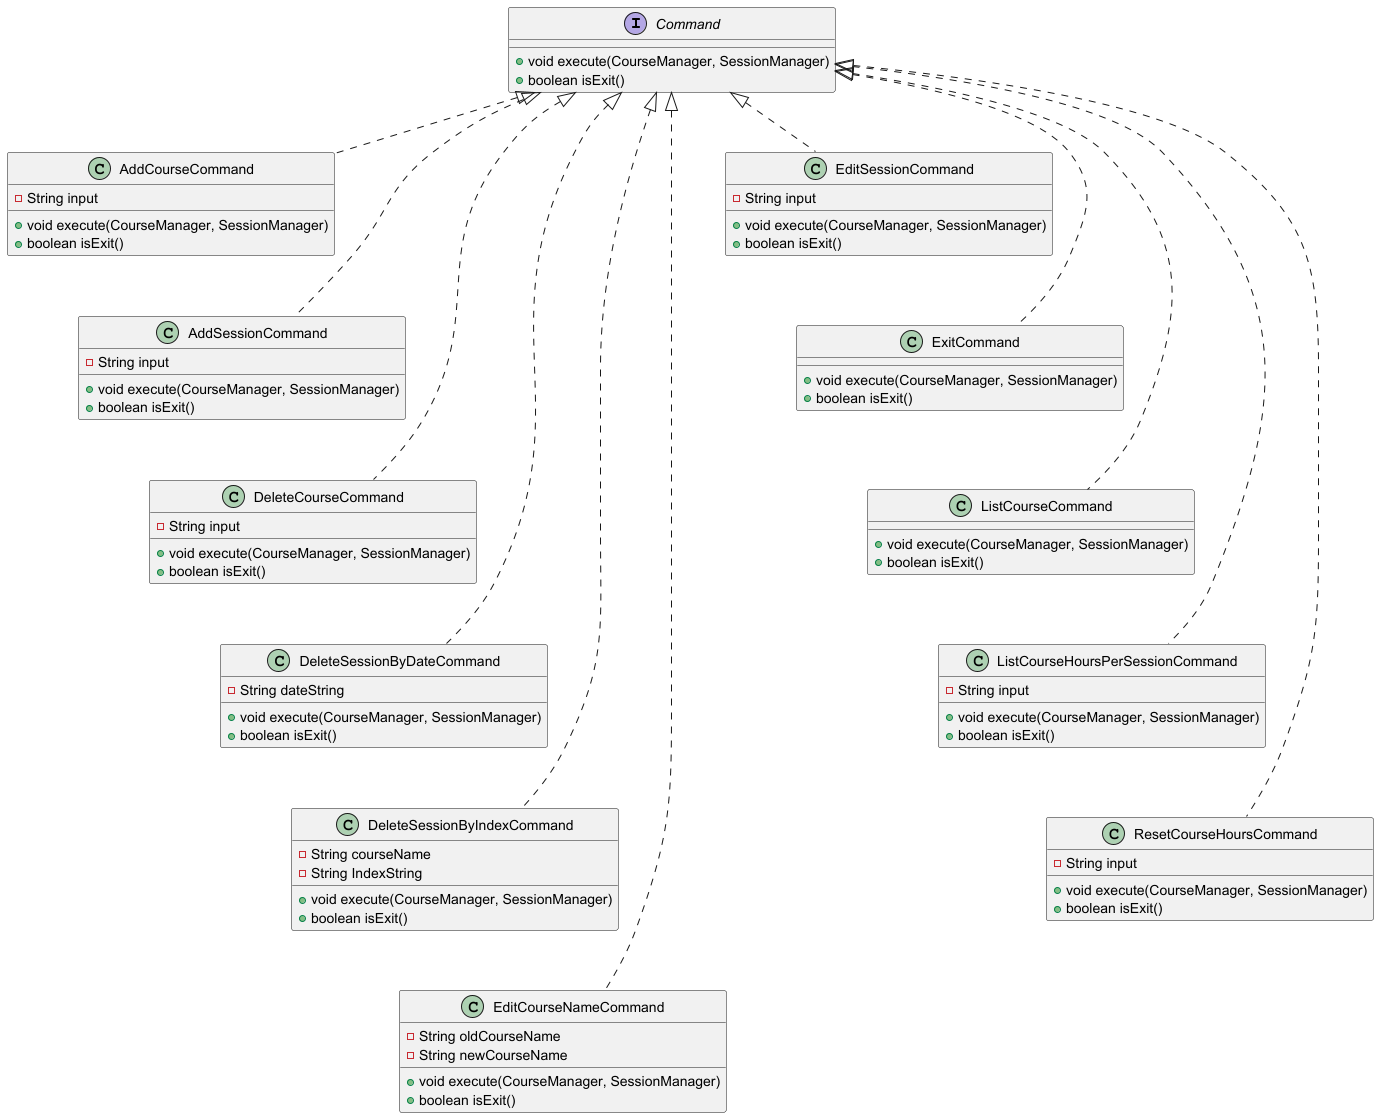 I Command
void execute(CourseManager, SessionManager)
boolean isExit()
C AddCourseCommand
String input
void execute(CourseManager, SessionManager)
boolean isExit()
C EditSessionCommand
String input
void execute(CourseManager, SessionManager)
boolean isExit()
C AddSessionCommand
String input
void execute(CourseManager, SessionManager)
boolean isExit()
C ExitCommand
void execute(CourseManager, SessionManager)
boolean isExit()
C DeleteCourseCommand
String input
void execute(CourseManager, SessionManager)
boolean isExit()
C ListCourseCommand
void execute(CourseManager, SessionManager)
boolean isExit()
C DeleteSessionByDateCommand
String dateString
void execute(CourseManager, SessionManager)
boolean isExit()
C ListCourseHoursPerSessionCommand
String input
void execute(CourseManager, SessionManager)
boolean isExit()
C DeleteSessionByIndexCommand
String courseName
String IndexString
void execute(CourseManager, SessionManager)
boolean isExit()
C ResetCourseHoursCommand
String input
void execute(CourseManager, SessionManager)
boolean isExit()
C EditCourseNameCommand
String oldCourseName
String newCourseName
void execute(CourseManager, SessionManager)
boolean isExit()